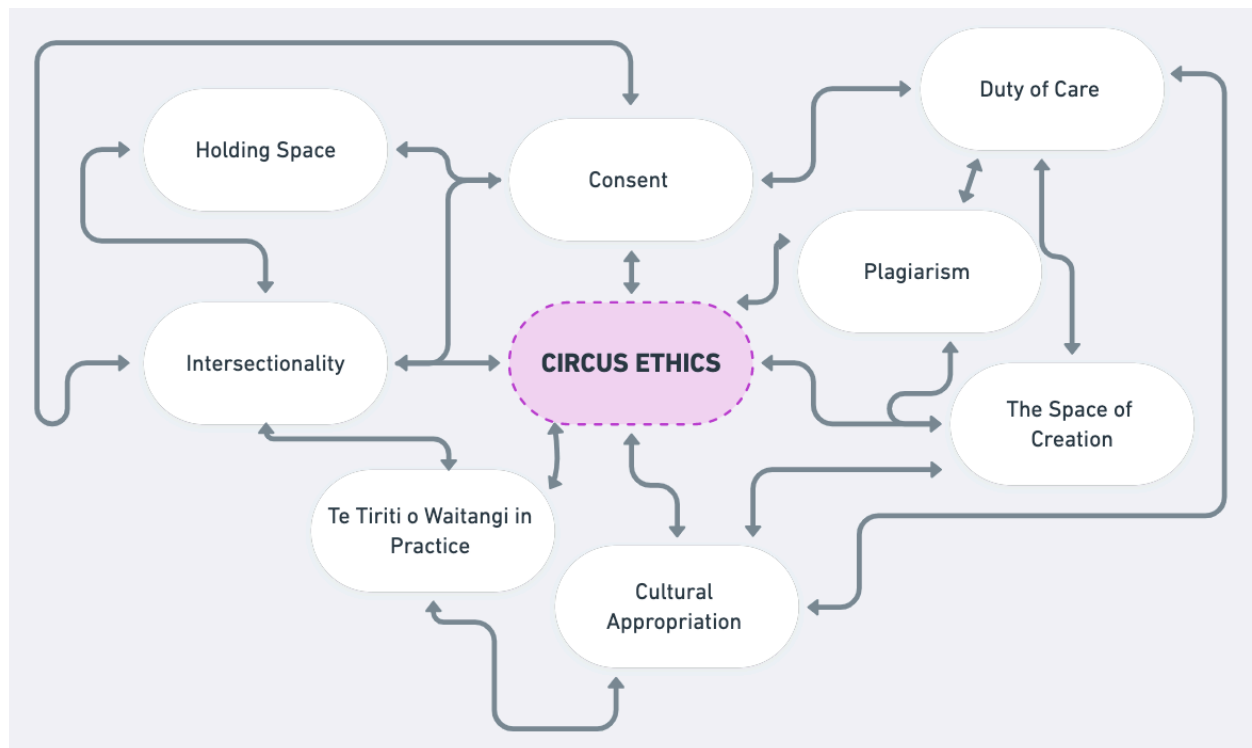 Duty of Care
Holding Space
Consent
Plagiarism
Intersectionality
CIRCUS ETHICS
The Space of
Creation
Te Tiriti o Waitangi in
Practice
Cultural
Appropriation